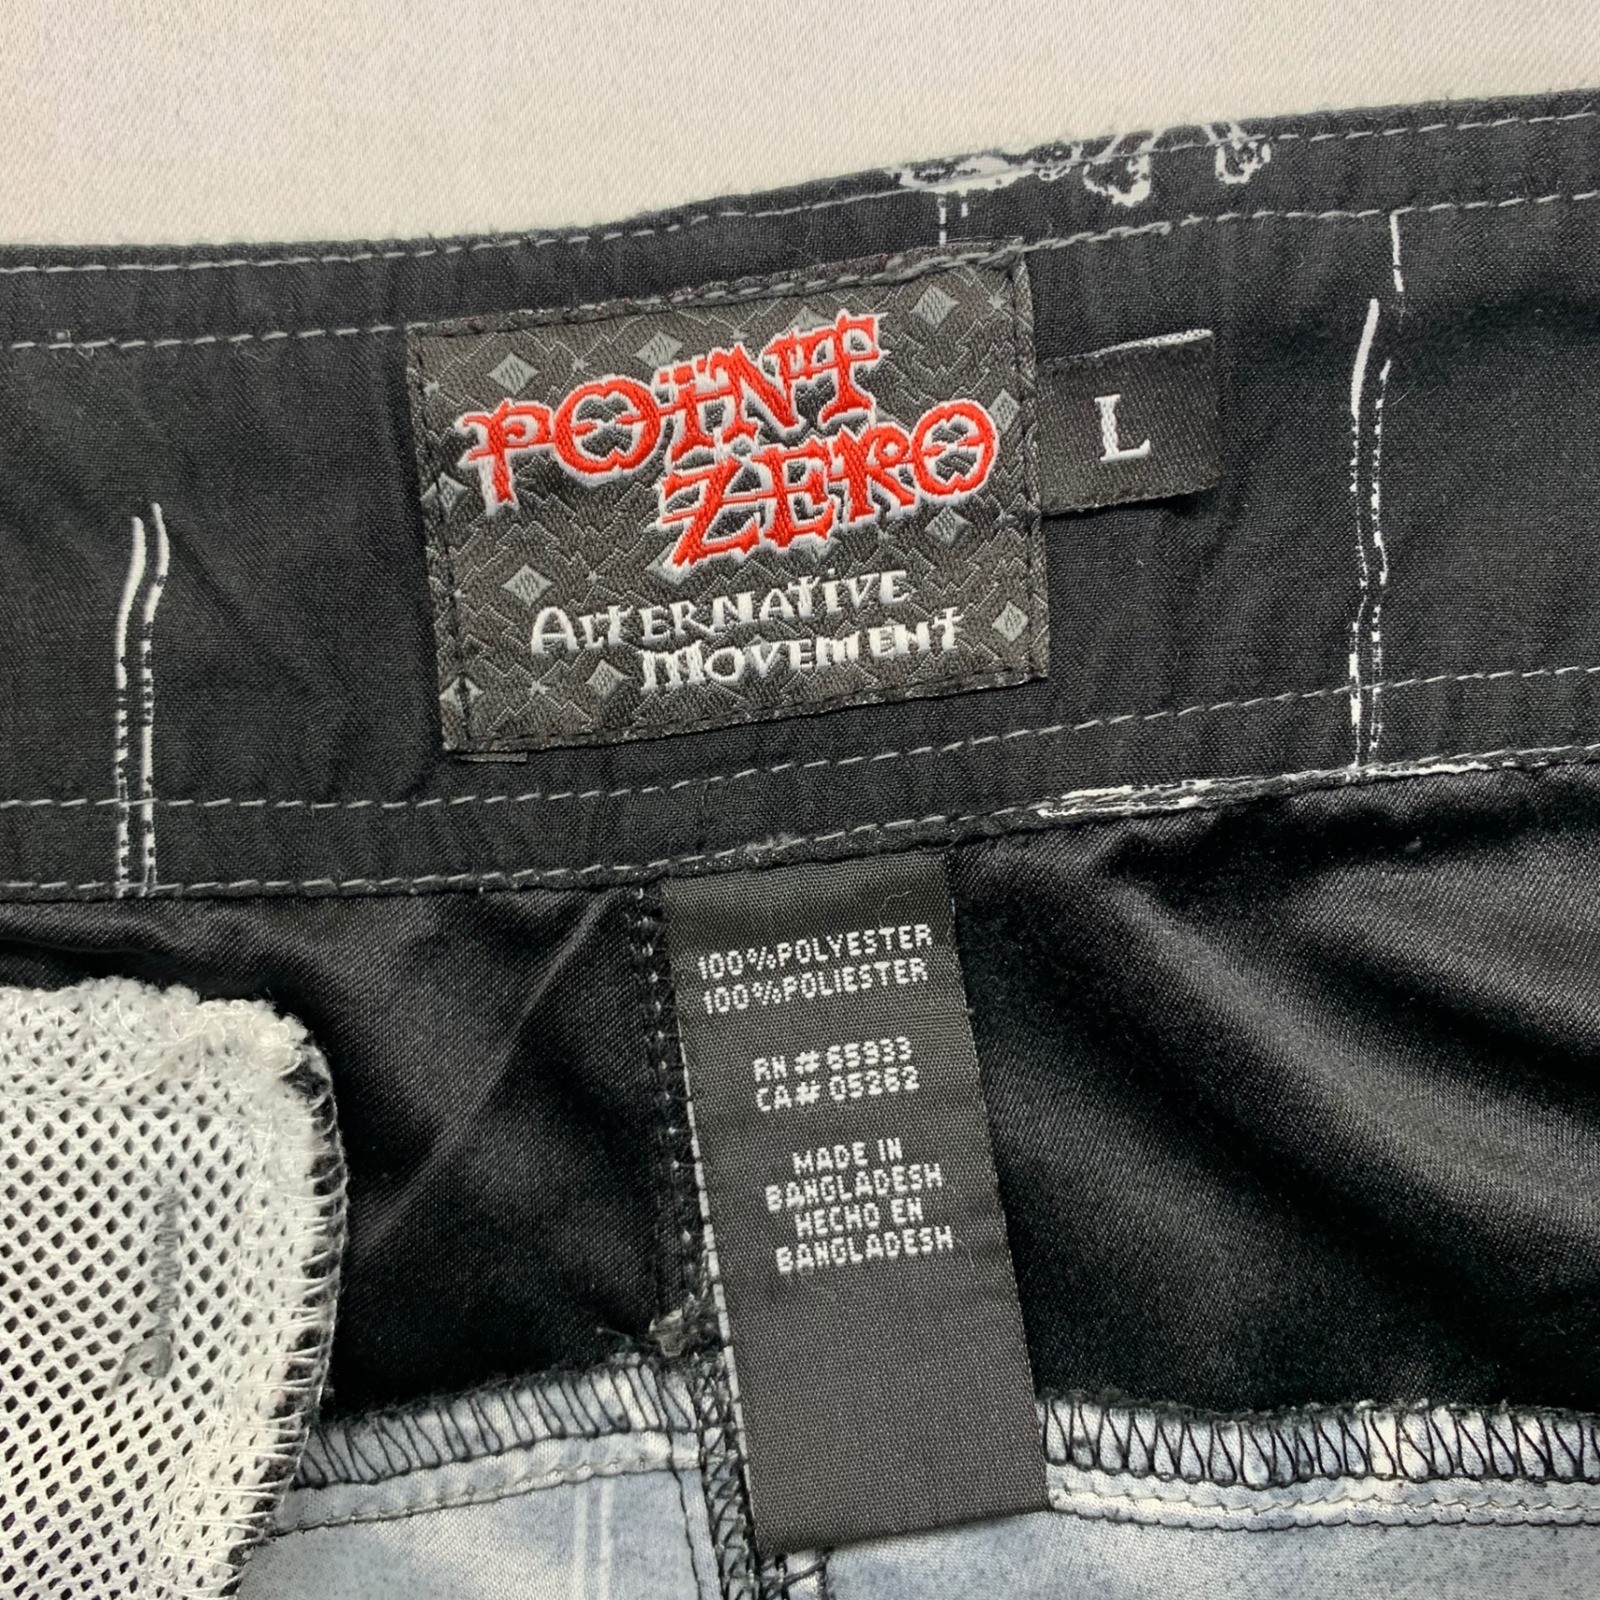 POiNT
ZERO
ALTERNATiVE
MOVEMENT
L
100%POLYESTER
100%POLIESTER
RN#65933
CA#05262
MADE IN
BANGLADESH
HECHO EN
BANGLADESH